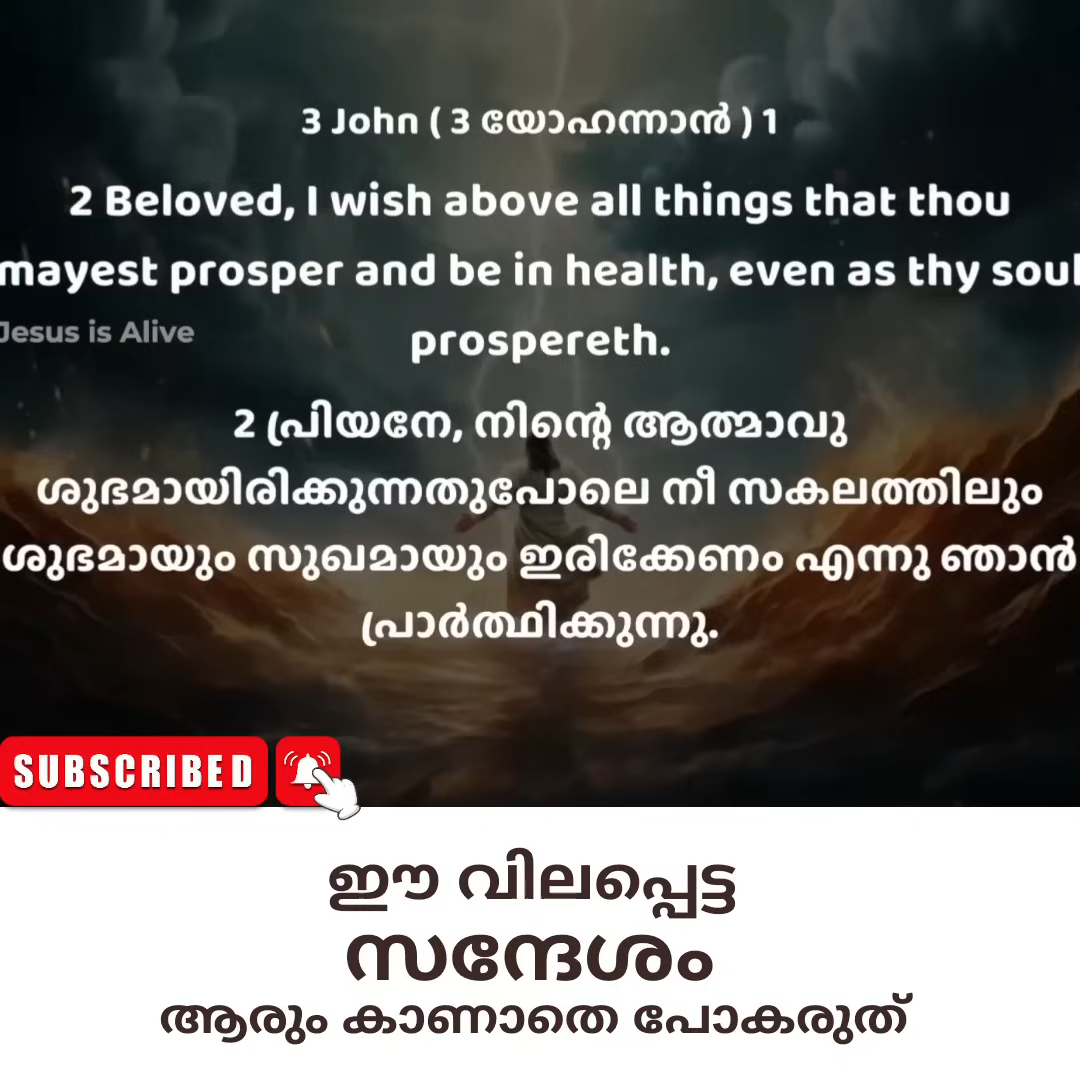 3 John ( 3 യോഹന്നാൻ ) 1
2 Beloved, I wish above all things that thou
mayest prosper and be in health, even as thy soul
Jesus is Alive
prospereth.
2 പ്രിയനേ, നിന്റെ ആത്മാവു
ശുഭമായിരിക്കുന്നതുപോലെ നീ സകലത്തിലും
ശുഭമായും സുഖമായും ഇരിക്കേണം എന്നു ഞാൻ
പ്രാർത്ഥിക്കുന്നു.
SUBSCRIBED
ഈ വിലപ്പെട്ട
സന്ദേശം
ആരും കാണാതെ പോകരുത്